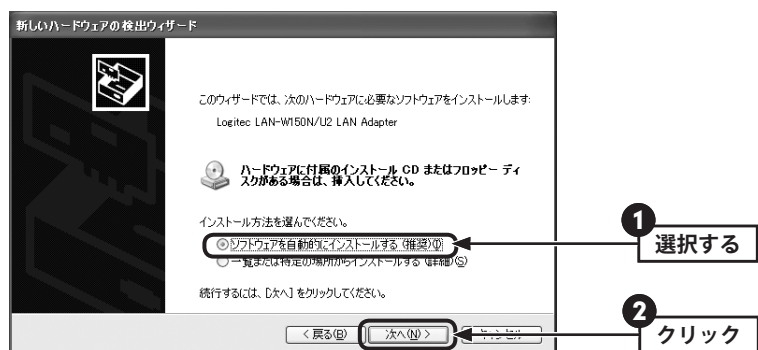 新しいハードウェアの検出ウィザード
このウィザードでは、次のハードウェアに必要なソフトウェアをインストールします:
Logitec LAN-W150N/U2 LAN Adapter
ハードウェアに付属のインストール CD またはフロッピー ディ
スクがある場合は、挿入してください。
インストール方法を選んでください。
ソフトウェアを自動的にインストールする (推奨)(I)
一覧または特定の場所からインストールする (詳細)(S)
続行するには、[次へ] をクリックしてください。
< 戻る(B)
次へ(N) >
キャンセル
1
選択する
2
クリック